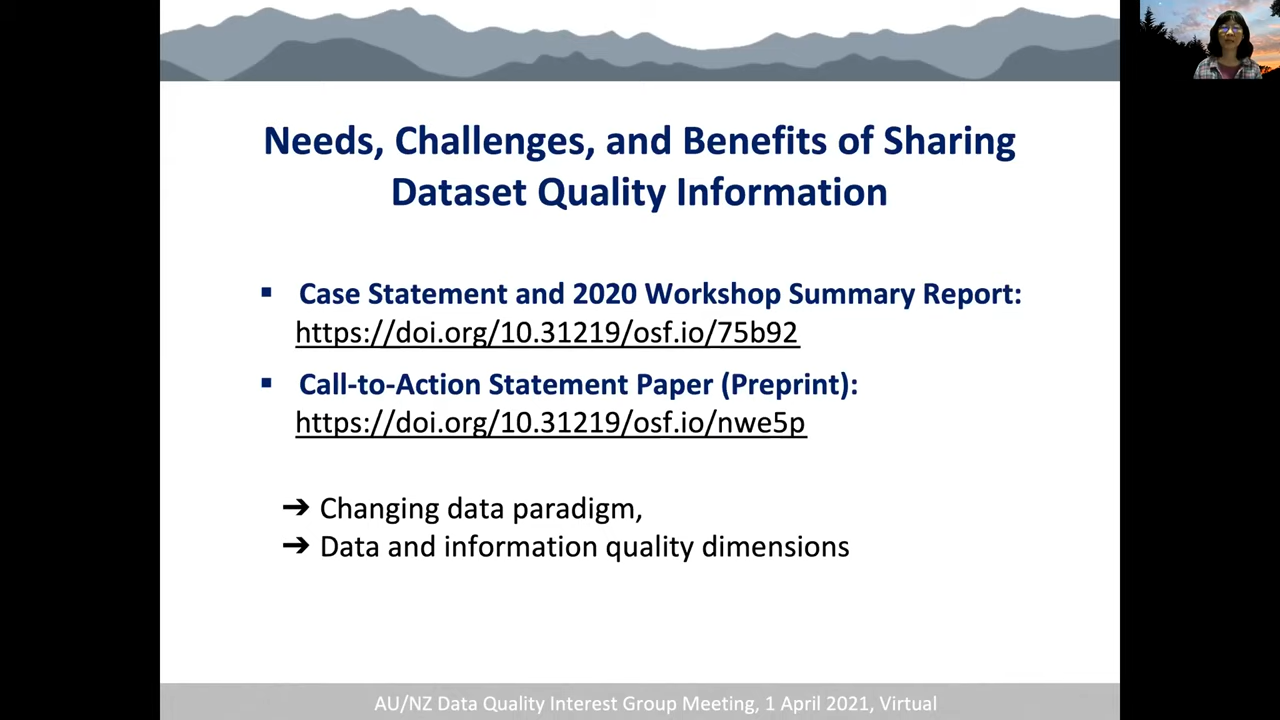 Needs, Challenges, and Benefits of Sharing
Dataset Quality Information
▪ Case Statement and 2020 Workshop Summary Report:
https://doi.org/10.31219/osf.io/75b92
▪ Call-to-Action Statement Paper (Preprint):
https://doi.org/10.31219/osf.io/nwe5p
➔ Changing data paradigm,
➔ Data and information quality dimensions
AU/NZ Data Quality Interest Group Meeting, 1 April 2021, Virtual